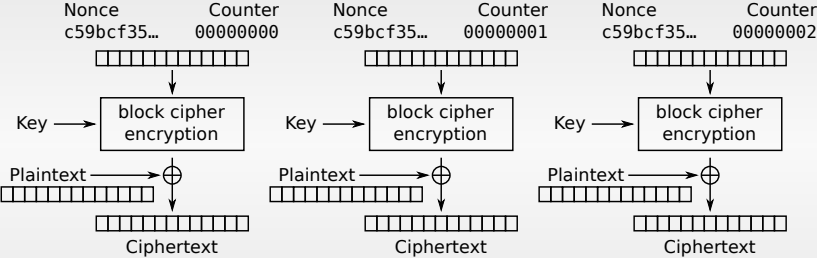 Nonce Counter
c59bcf35… 00000000
block cipher
encryption
Key
Plaintext
Ciphertext
Nonce Counter
c59bcf35… 00000001
block cipher
encryption
Key
Plaintext
Ciphertext
Nonce Counter
c59bcf35… 00000002
block cipher
encryption
Key
Plaintext
Ciphertext